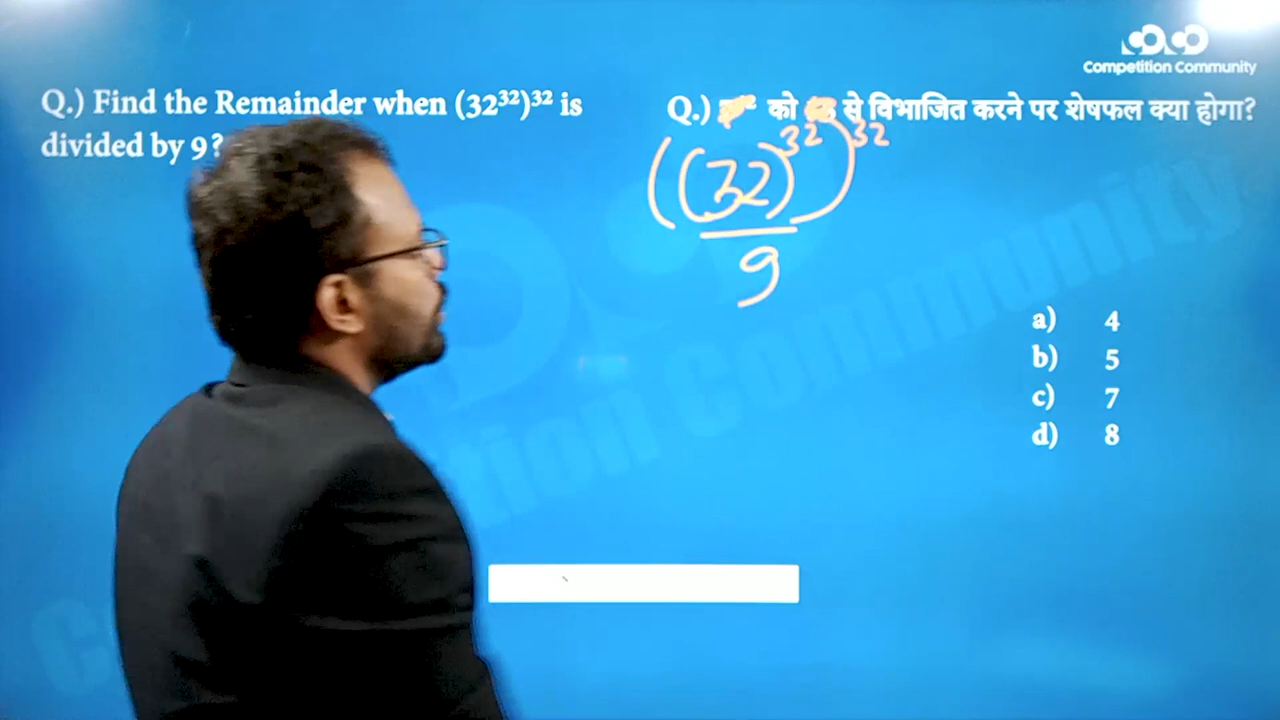 Competition Community
Q.) Find the Remainder when (32³²)³² is
divided by 9?
Q.) को से विभाजित करने पर शेषफल क्या होगा?
((32)³²)³²
9
a) 4
b) 5
c) 7
d) 8